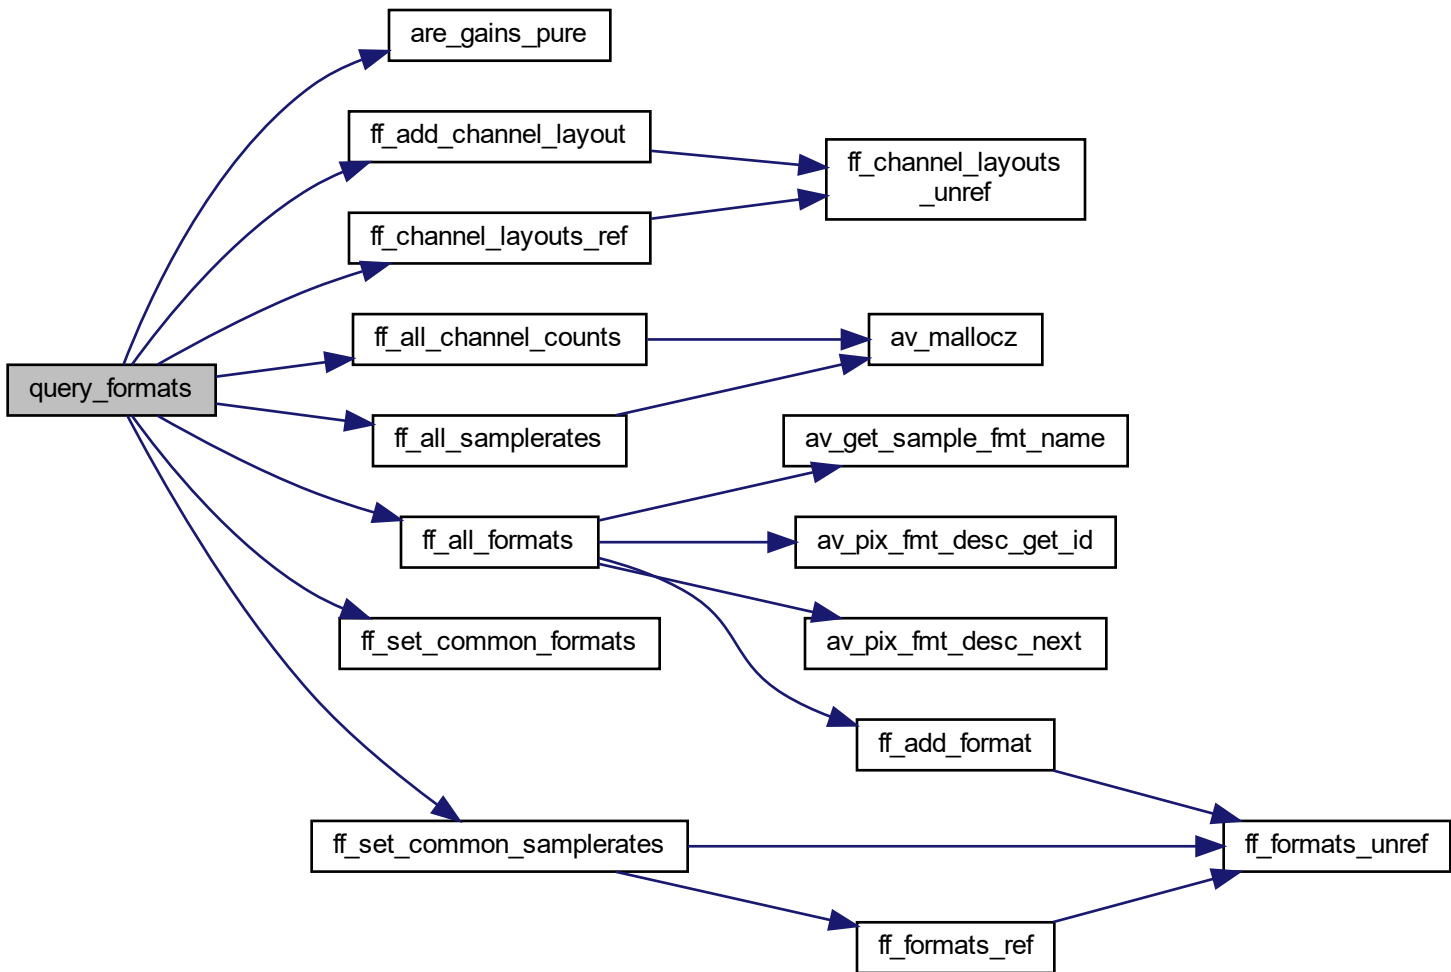 are_gains_pure
ff_add_channel_layout
ff_channel_layouts
_unref
ff_channel_layouts_ref
ff_all_channel_counts
av_mallocz
query_formats
ff_all_samplerates
av_get_sample_fmt_name
ff_all_formats
av_pix_fmt_desc_get_id
ff_set_common_formats
av_pix_fmt_desc_next
ff_add_format
ff_set_common_samplerates
ff_formats_unref
ff_formats_ref